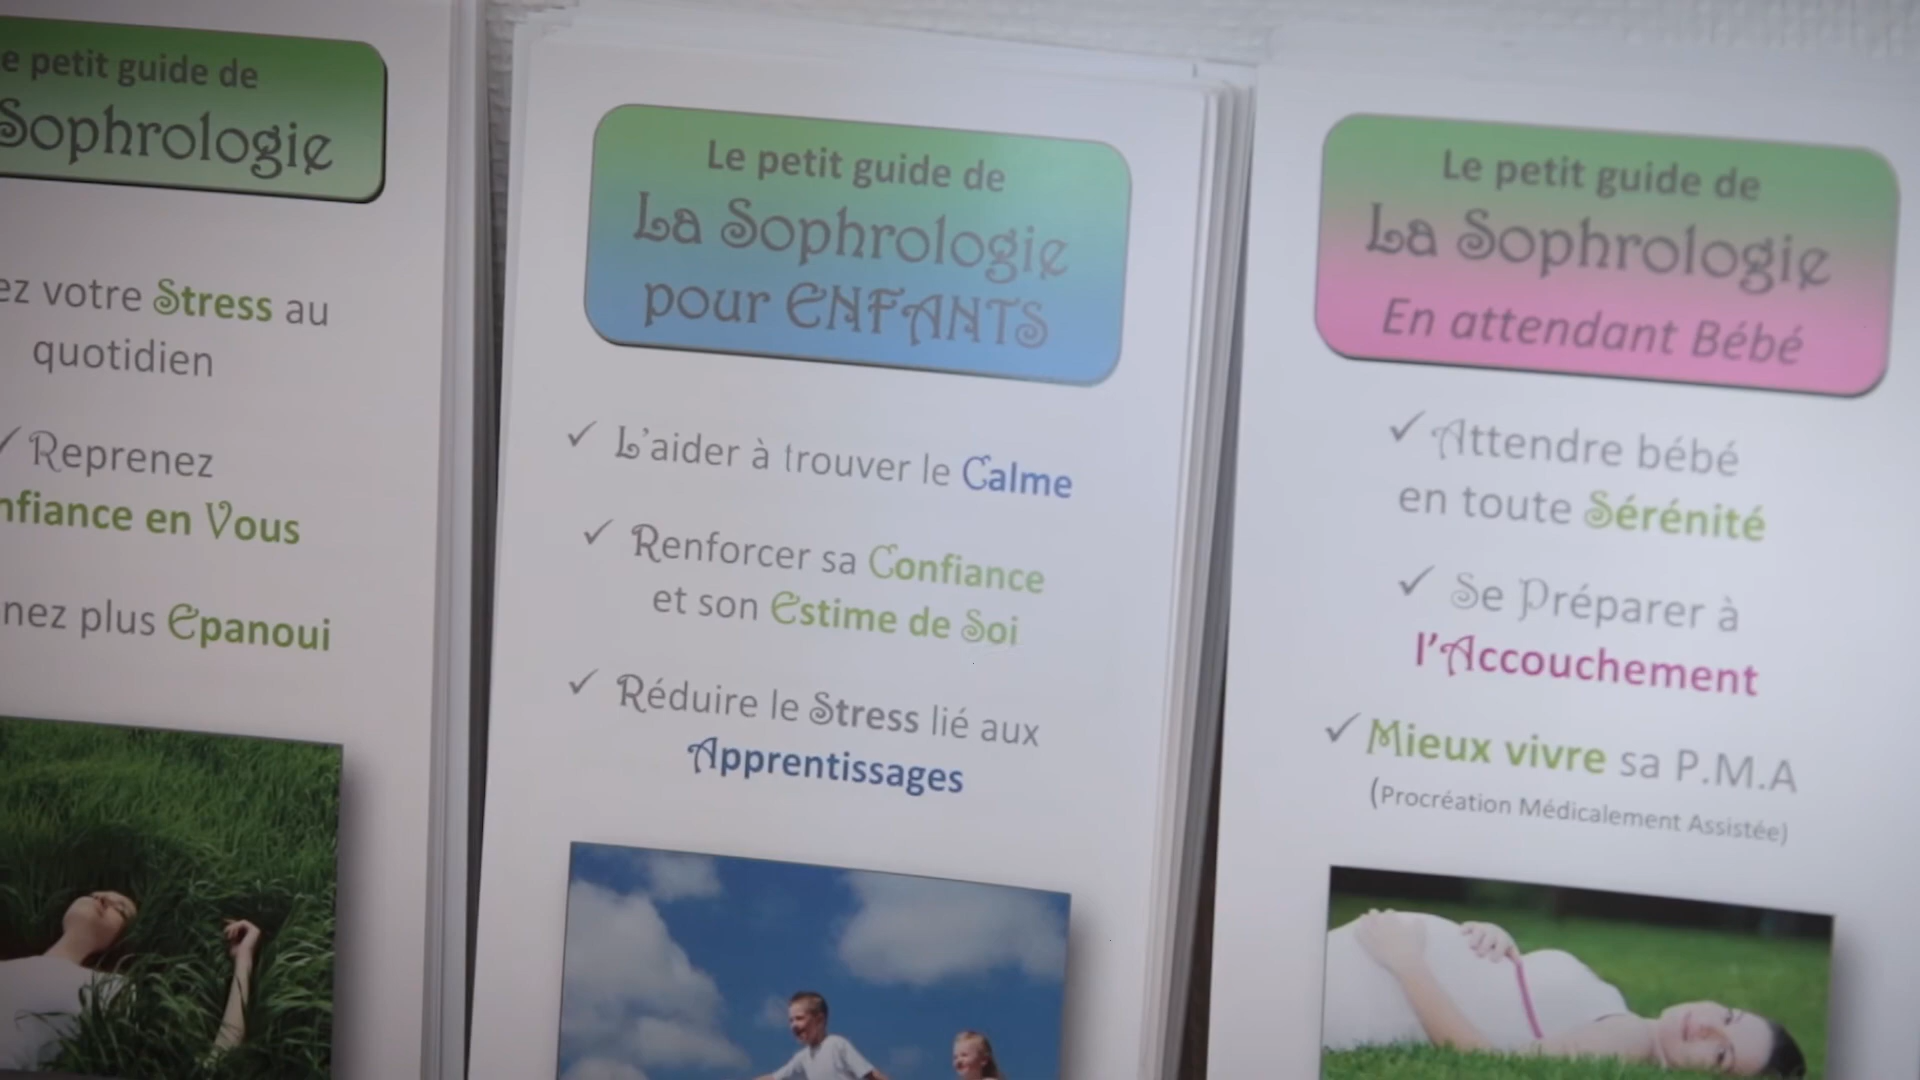 e petit guide de
Sophrologie
ez votre Stress au
quotidien
Reprenez
nfiance en Vous
nez plus Epanoui
Le petit guide de
La Sophrologie
pour ENFANTS
L'aider à trouver le Calme
Renforcer sa Confiance
et son Estime de Soi
Réduire le Stress lié aux
Apprentissages
Le petit guide de
La Sophrologie
En attendant Bébé
Attendre bébé
en toute Sérénité
Se Préparer à
l'Accouchement
Mieux vivre sa P.M.A
(Procréation Médicalement Assistée)